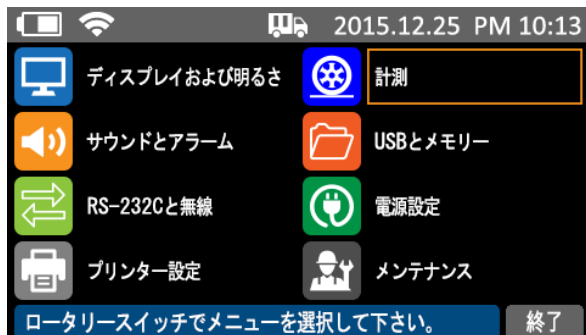 2015.12.25 PM 10:13
ディスプレイおよび明るさ
計測
サウンドとアラーム
USBとメモリー
RS-232Cと無線
電源設定
プリンター設定
メンテナンス
ロータリースイッチでメニューを選択して下さい。
終了